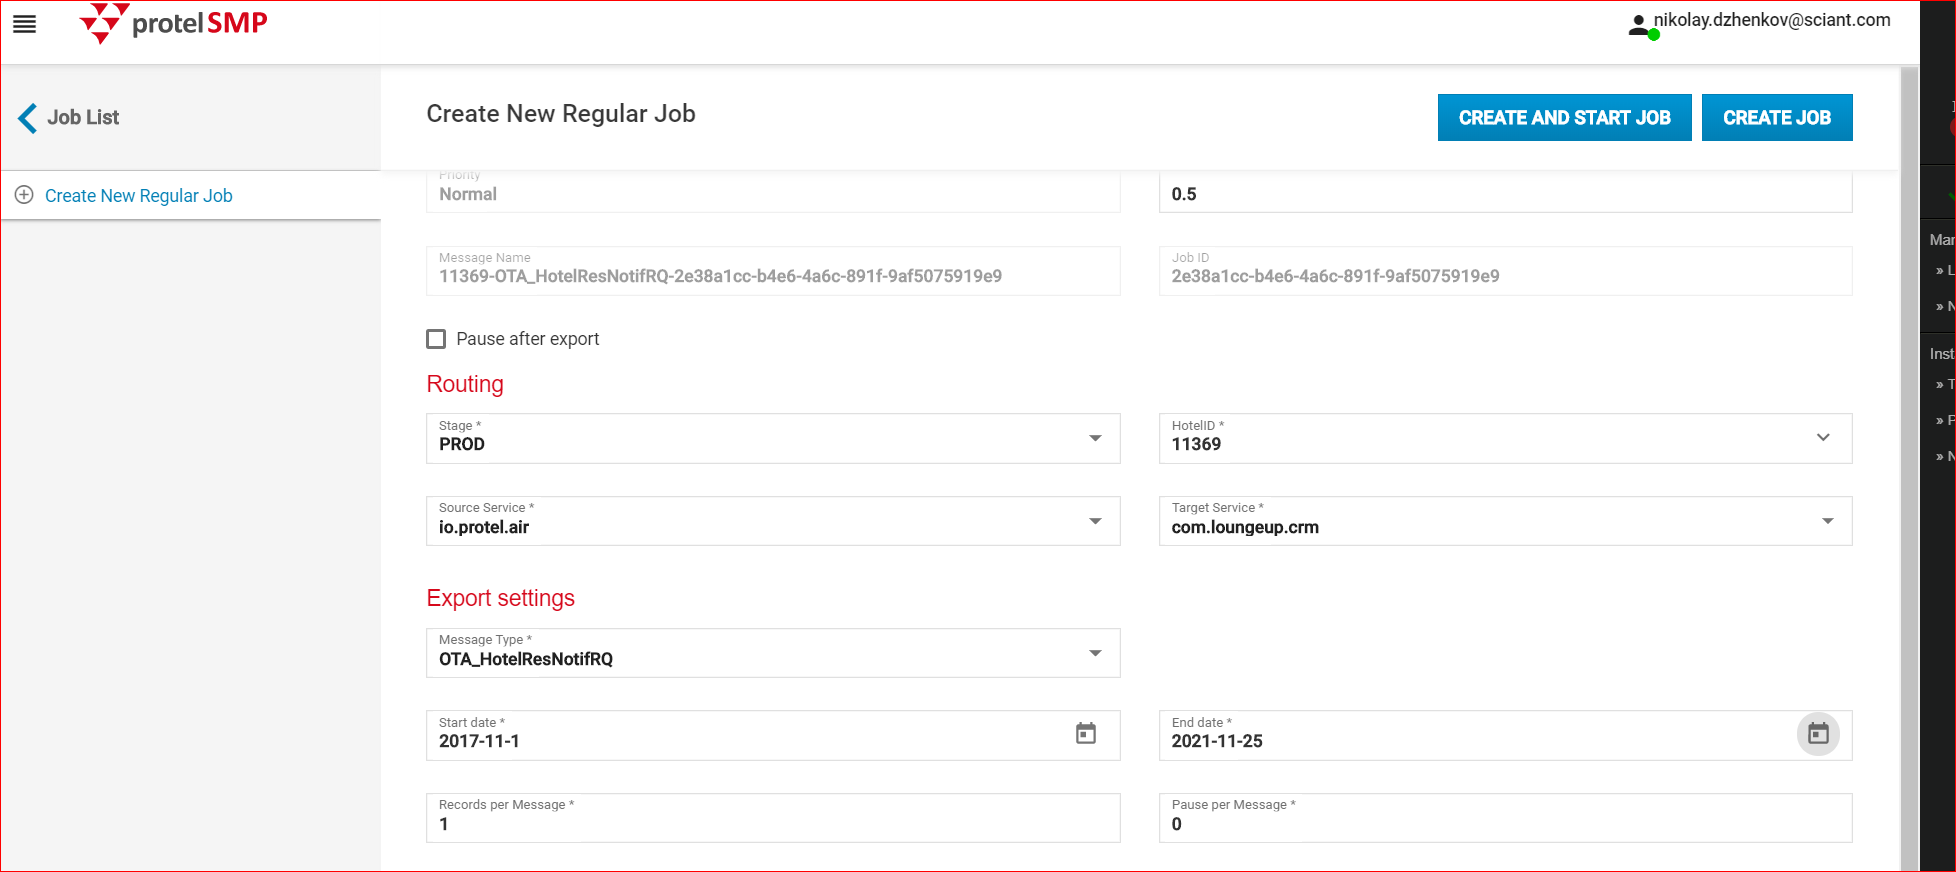 protel SMP
nikolay.dzhenkov@sciant.com
Job List
Create New Regular Job
CREATE AND START JOB
CREATE JOB
Create New Regular Job
Priority
Normal
0.5
Message Name
11369-OTA_HotelResNotifRQ-2e38a1cc-b4e6-4a6c-891f-9af5075919e9
Job ID
2e38a1cc-b4e6-4a6c-891f-9af5075919e9
Pause after export
Routing
Stage *
PROD
HotelID *
11369
Source Service *
io.protel.air
Target Service *
com.loungeup.crm
Export settings
Message Type *
OTA_HotelResNotifRQ
Start date *
2017-11-1
End date *
2021-11-25
Records per Message *
1
Pause per Message *
0